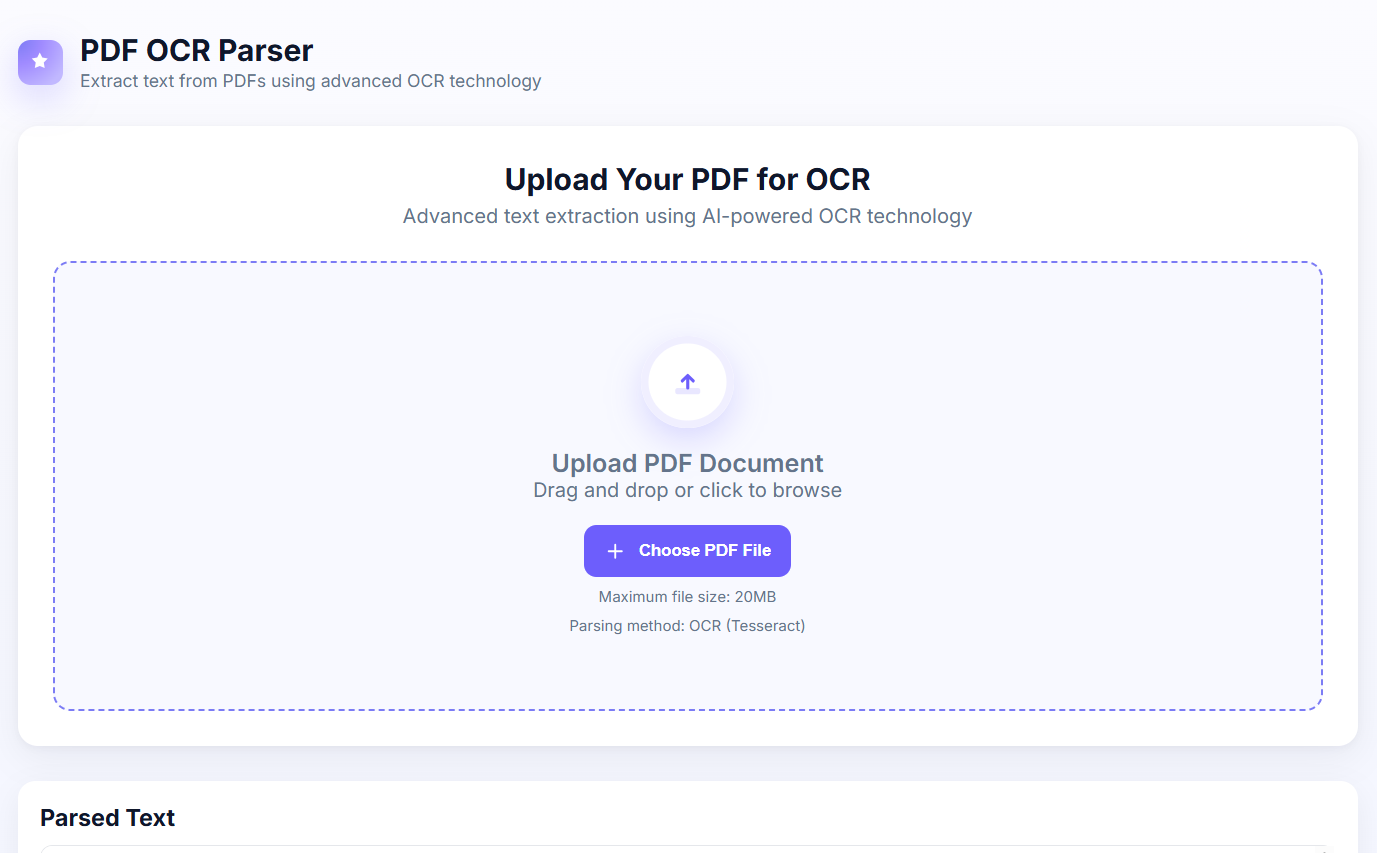 PDF OCR Parser
Extract text from PDFs using advanced OCR technology
Upload Your PDF for OCR
Advanced text extraction using AI-powered OCR technology
Upload PDF Document
Drag and drop or click to browse
Choose PDF File
Maximum file size: 20MB
Parsing method: OCR (Tesseract)
Parsed Text